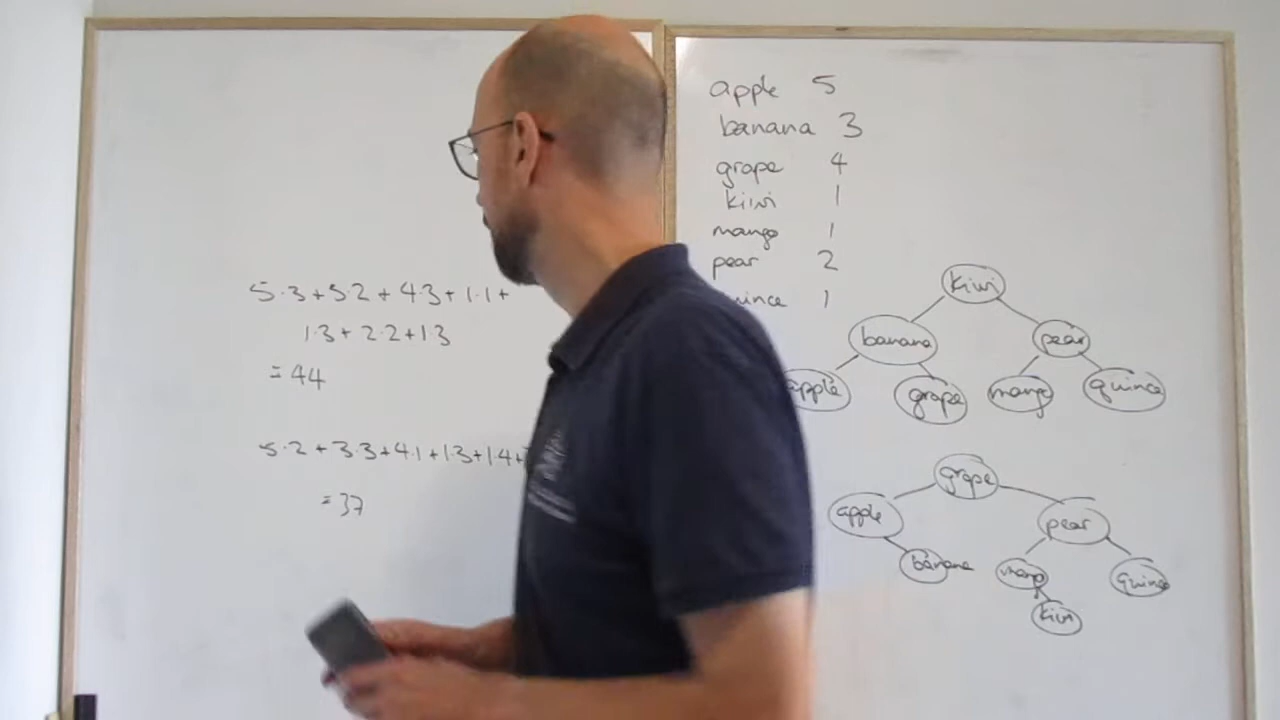 5·3+3·2+4·3+1·1+
1·3+2·2+1·3
=44
5·2+3·3+4·1+1·3+1·4+
=37
apple 5
banana 3
grape 4
kiwi 1
mango 1
pear 2
1
kiwi
banana pear
apple grape mango quince
grape
apple pear
banana mango quince
kiwi